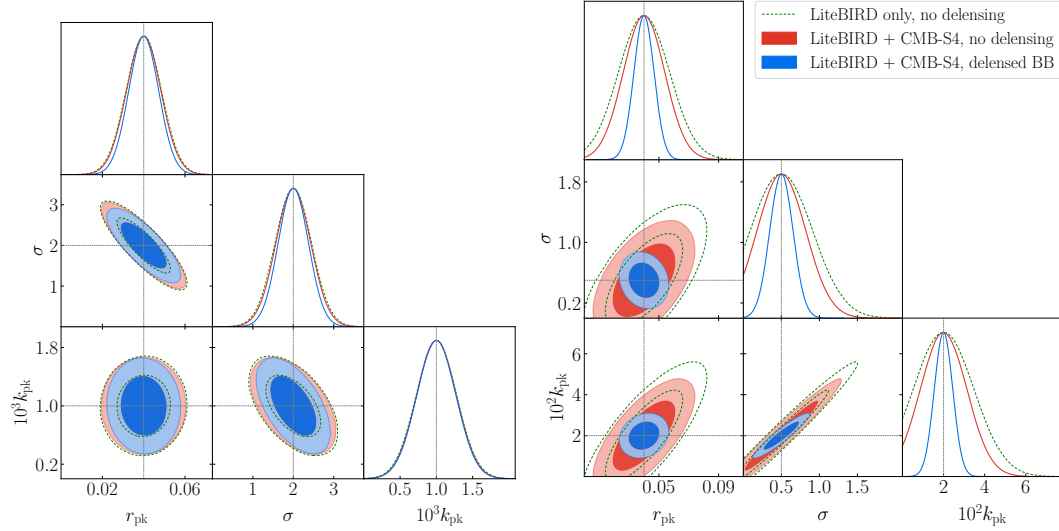 LiteBIRD only, no delensing
LiteBIRD + CMB-S4, no delensing
LiteBIRD + CMB-S4, delensed BB
3
2
1
σ
1.8
1.0
0.2
10³k_pk
0.02 0.06
r_pk
1 2 3
σ
0.5 1.0 1.5
10³k_pk
1.8
1.0
0.2
σ
6
4
2
10²k_pk
0.05 0.09
r_pk
0.5 1.0 1.5
σ
2 4 6
10²k_pk